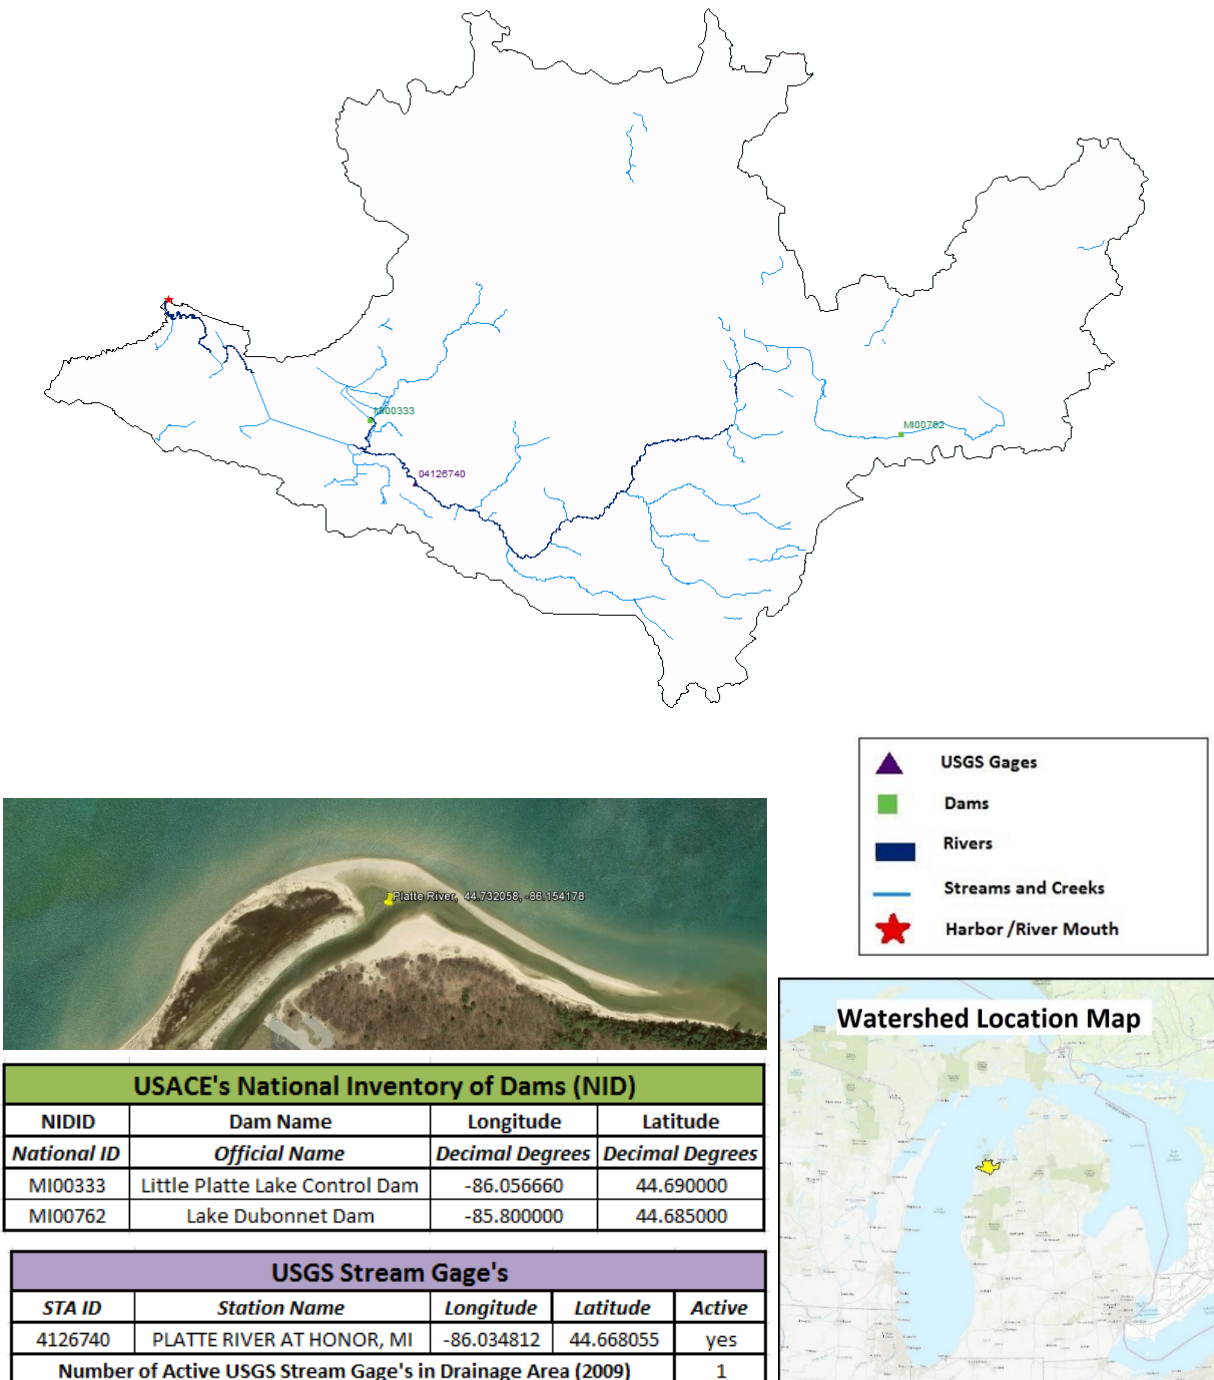 MI00333
MI00762
04126740
USGS Gages
Dams
Rivers
Streams and Creeks
Harbor /River Mouth
Platte River, 44.732058, -86.154178
Watershed Location Map
USACE's National Inventory of Dams (NID)
NIDID Dam Name Longitude Latitude
National ID Official Name Decimal Degrees Decimal Degrees
MI00333 Little Platte Lake Control Dam -86.056660 44.690000
MI00762 Lake Dubonnet Dam -85.800000 44.685000
USGS Stream Gage's
STA ID Station Name Longitude Latitude Active
4126740 PLATTE RIVER AT HONOR, MI -86.034812 44.668055 yes
Number of Active USGS Stream Gage's in Drainage Area (2009) 1